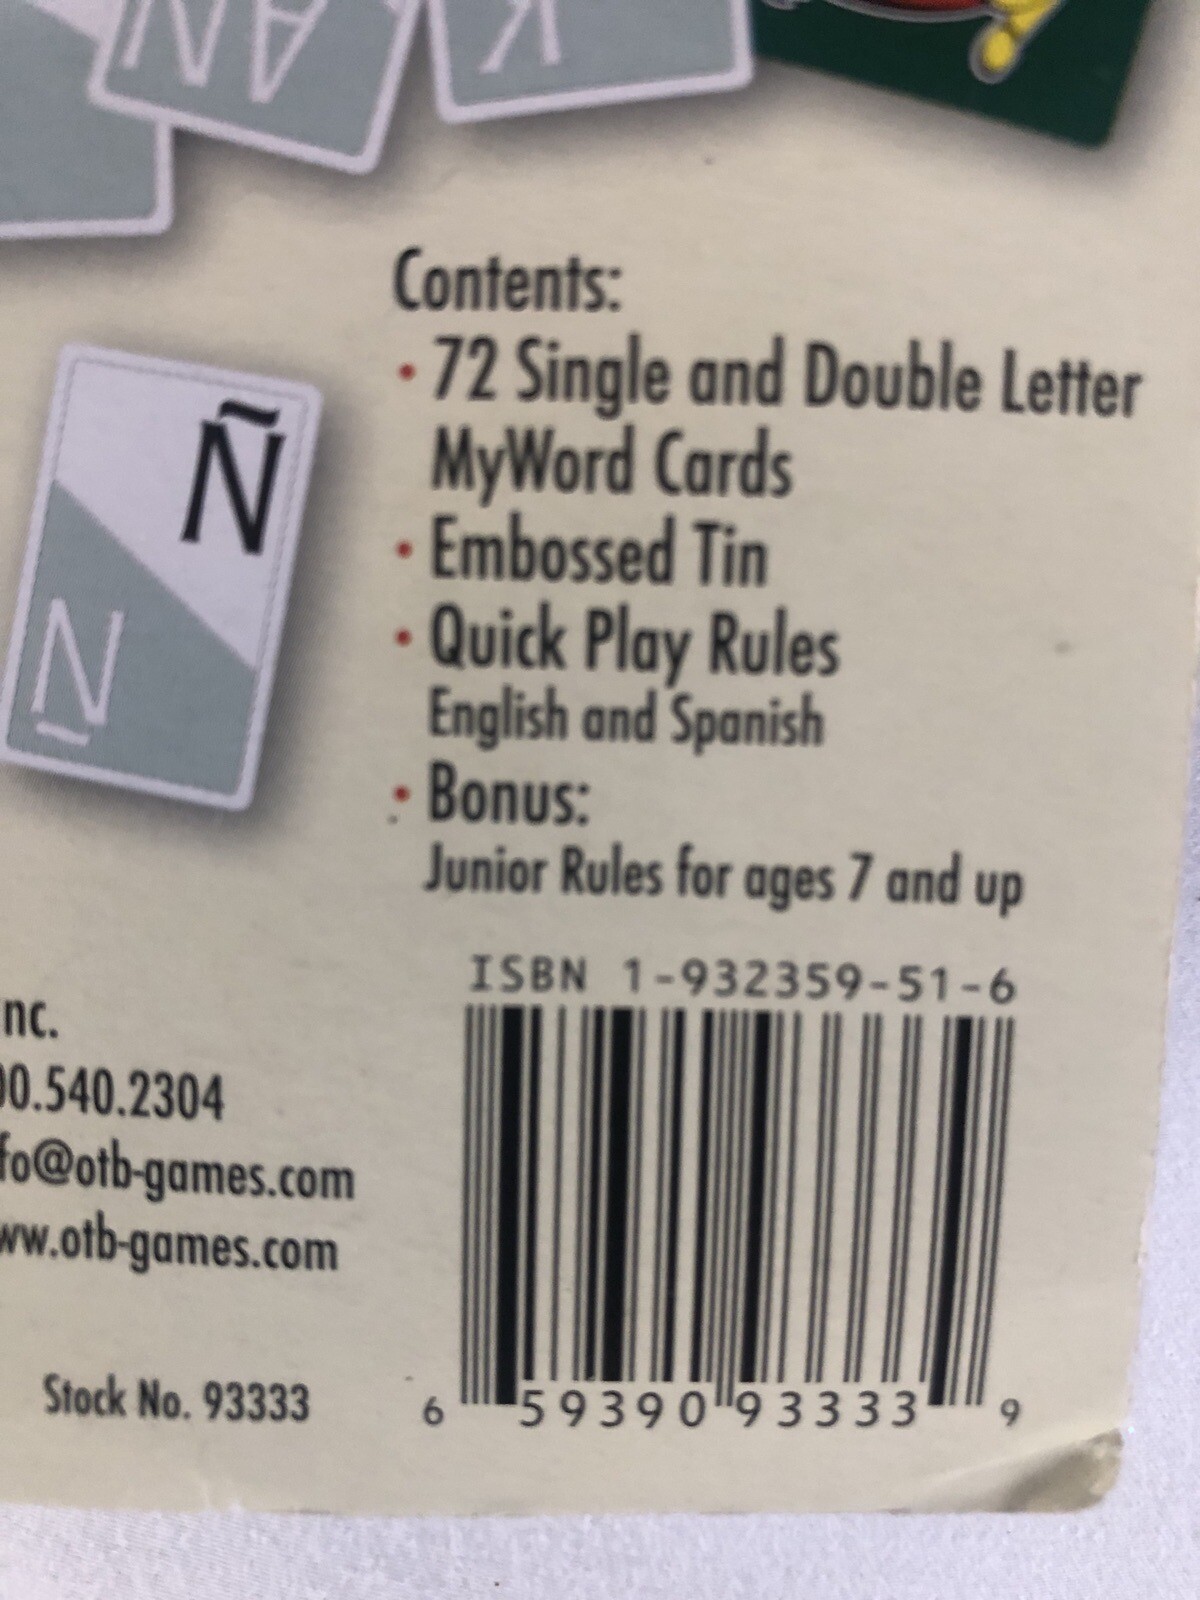 N AN K
Contents:
• 72 Single and Double Letter
MyWord Cards
• Embossed Tin
• Quick Play Rules
English and Spanish
• Bonus:
Junior Rules for ages 7 and up
Ñ
Ñ
ISBN 1-932359-51-6
nc.
00.540.2304
fo@otb-games.com
ww.otb-games.com
Stock No. 93333
6 59390 93333 9